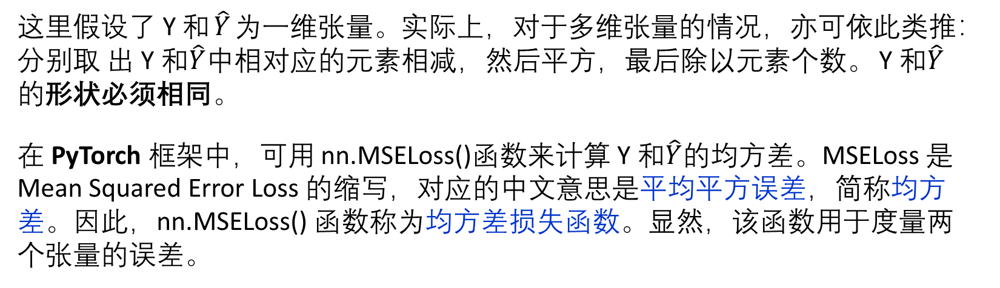 这里假设了 Y 和Ŷ 为一维张量。实际上，对于多维张量的情况，亦可依此类推：
分别取 出 Y 和Ŷ中相对应的元素相减，然后平方，最后除以元素个数。Y 和Ŷ
的形状必须相同。
在 PyTorch 框架中，可用 nn.MSELoss()函数来计算 Y 和Ŷ的均方差。MSELoss 是
Mean Squared Error Loss 的缩写，对应的中文意思是平均平方误差，简称均方
差。因此，nn.MSELoss() 函数称为均方差损失函数。显然，该函数用于度量两
个张量的误差。